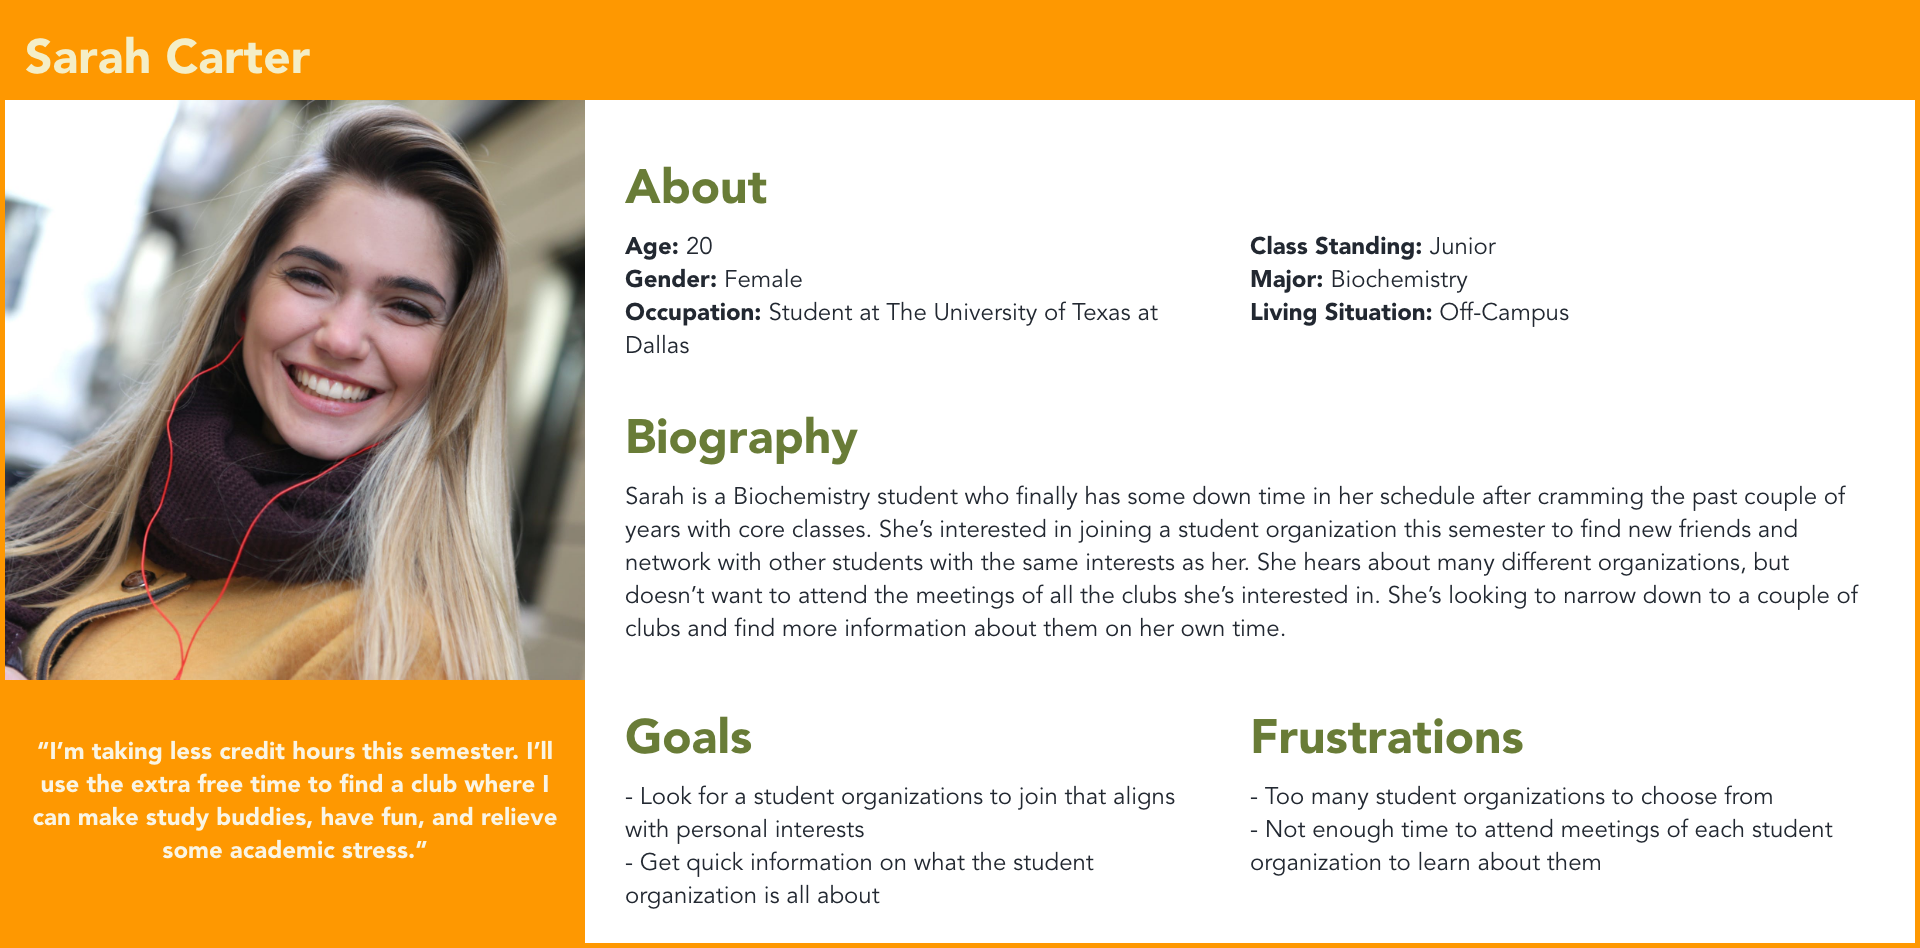 Sarah Carter
About
Age: 20
Gender: Female
Occupation: Student at The University of Texas at
Dallas
Class Standing: Junior
Major: Biochemistry
Living Situation: Off-Campus
Biography
Sarah is a Biochemistry student who finally has some down time in her schedule after cramming the past couple of
years with core classes. She’s interested in joining a student organization this semester to find new friends and
network with other students with the same interests as her. She hears about many different organizations, but
doesn’t want to attend the meetings of all the clubs she’s interested in. She’s looking to narrow down to a couple of
clubs and find more information about them on her own time.
“I’m taking less credit hours this semester. I’ll
use the extra free time to find a club where I
can make study buddies, have fun, and relieve
some academic stress.”
Goals
- Look for a student organizations to join that aligns
with personal interests
- Get quick information on what the student
organization is all about
Frustrations
- Too many student organizations to choose from
- Not enough time to attend meetings of each student
organization to learn about them